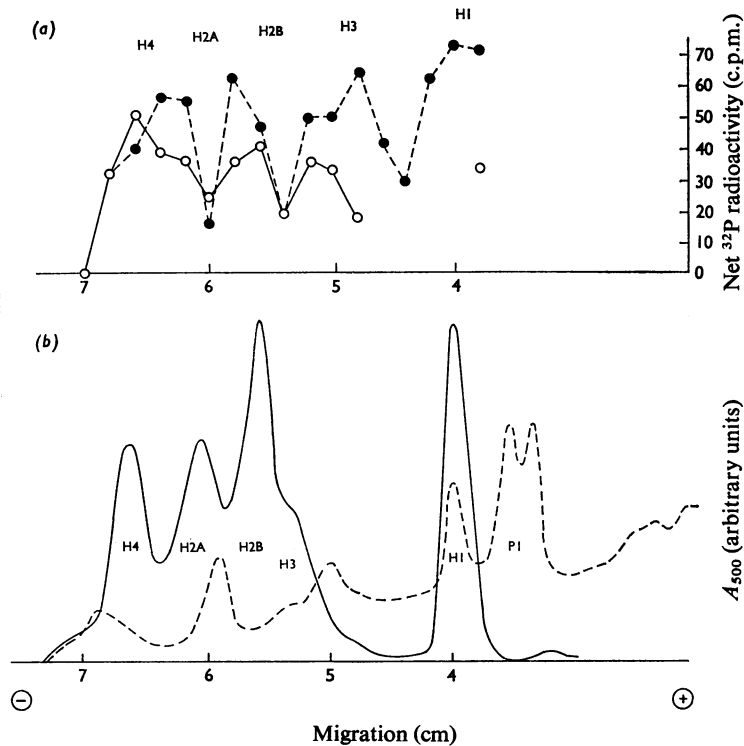 (a)
H4 H2A H2B H3 H1
70
60
50
40
30
20
10
0
Net ³²P radioactivity (c.p.m.)
7 6 5 4
(b)
H4 H2A H2B H3 H1 P1
A₅₀₀ (arbitrary units)
7 6 5 4
− +
Migration (cm)